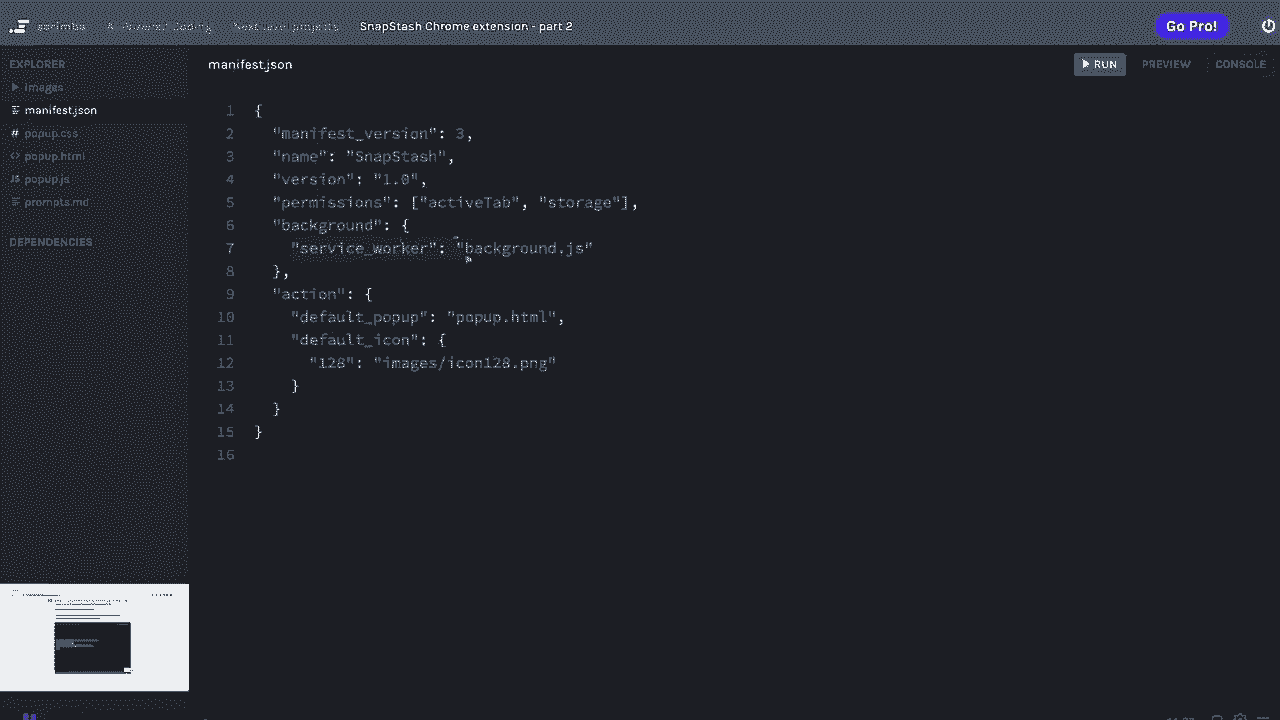 scrimba AI Powered Coding Next level projects SnapStash Chrome extension - part 2 Go Pro!
EXPLORER
images
manifest.json
popup.css
popup.html
popup.js
prompts.md
DEPENDENCIES
manifest.json RUN PREVIEW CONSOLE
1 {
2 "manifest_version": 3,
3 "name": "SnapStash",
4 "version": "1.0",
5 "permissions": ["activeTab", "storage"],
6 "background": {
7 "service_worker": "background.js"
8 },
9 "action": {
10 "default_popup": "popup.html",
11 "default_icon": {
12 "128": "images/icon128.png"
13 }
14 }
15 }
16